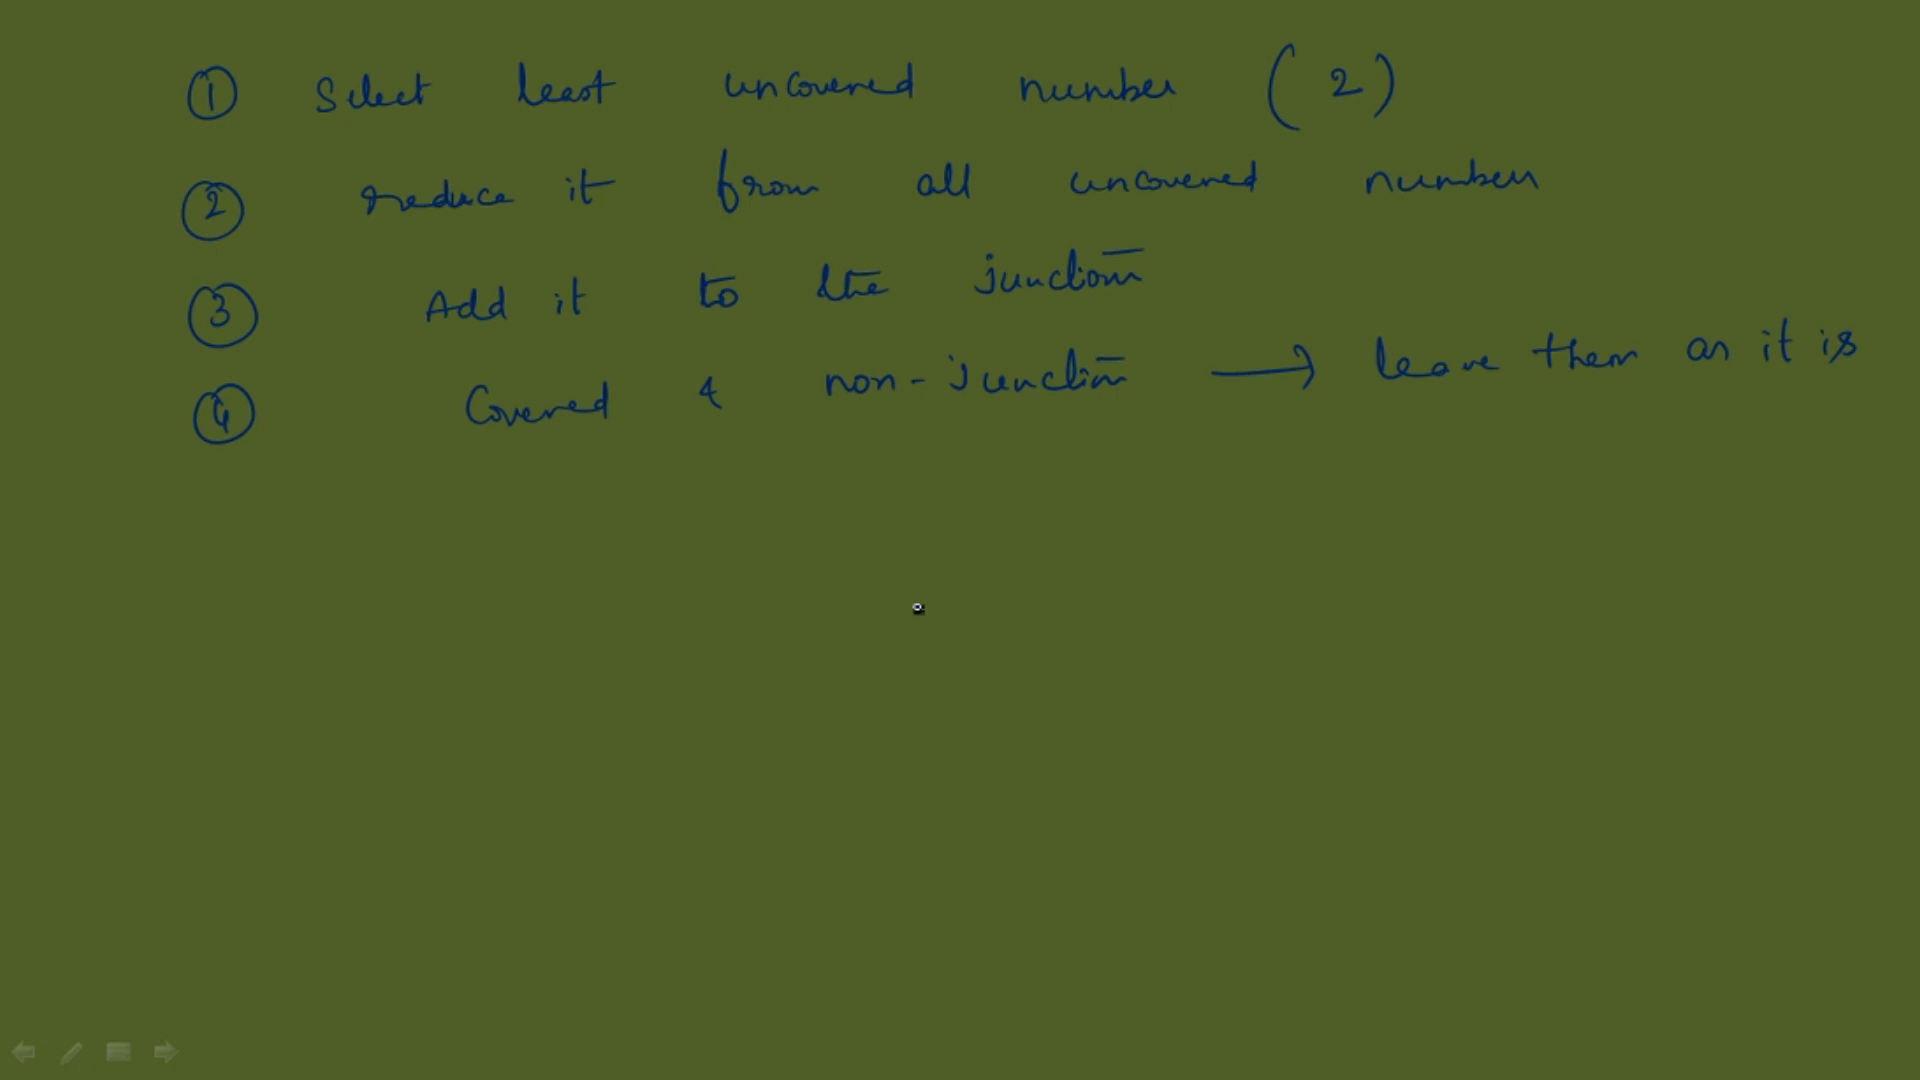 ① Select least uncovered number (2)
② reduce it from all uncovered number
③ Add it to the junction
④ Covered & non-junction → leave them as it is